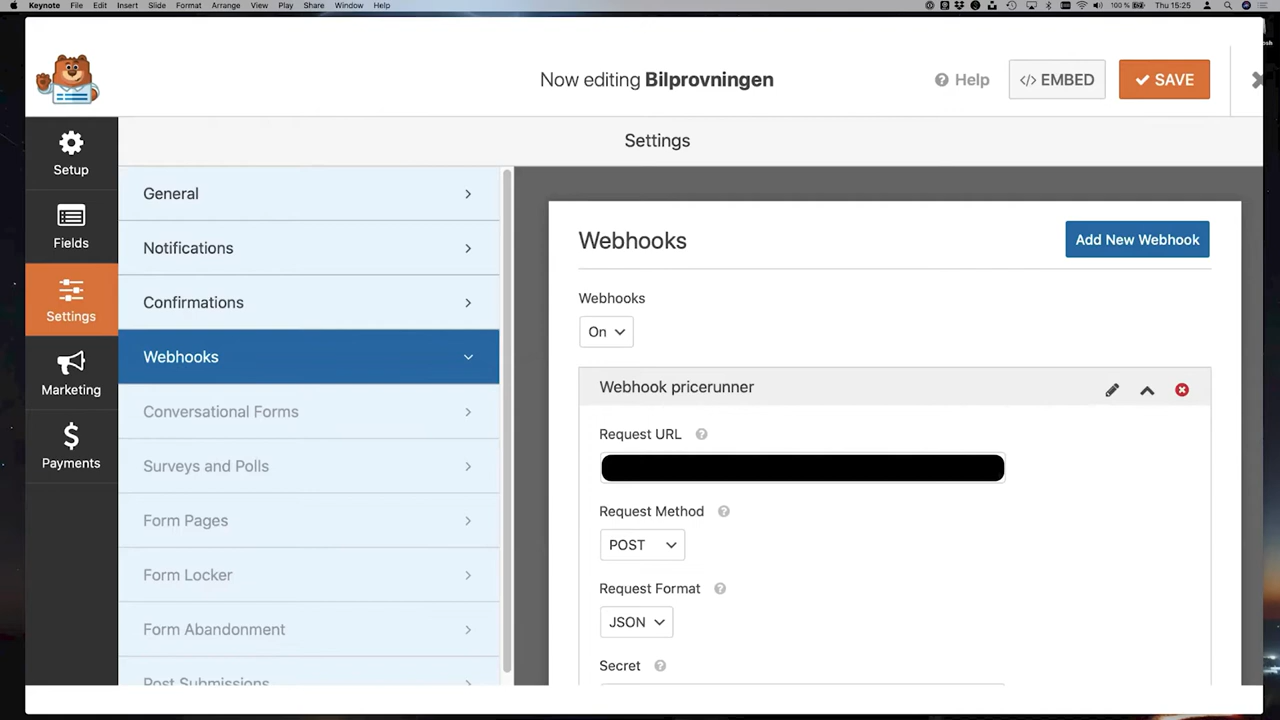 Keynote File Edit Insert Slide Format Arrange View Play Share Window Help
100 % Thu 15:25
Now editing Bilprovningen
Help
</> EMBED
SAVE
Setup
Fields
Settings
Marketing
Payments
Settings
General
Notifications
Confirmations
Webhooks
Conversational Forms
Surveys and Polls
Form Pages
Form Locker
Form Abandonment
Post Submissions
Webhooks
Add New Webhook
Webhooks
On
Webhook pricerunner
Request URL
Request Method
POST
Request Format
JSON
Secret